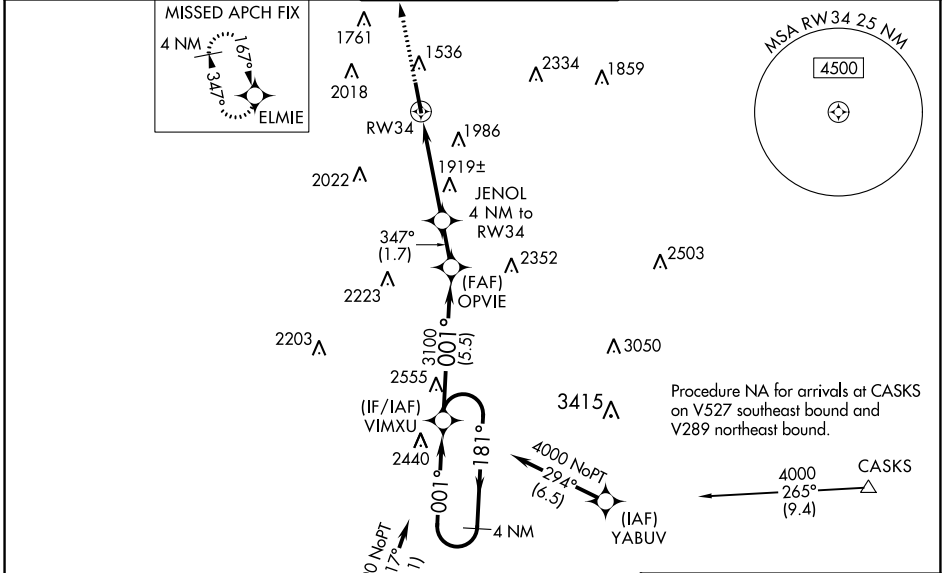 MISSED APCH FIX
4 NM
167°
347°
ELMIE
1761
1536
2018
2334
1859
MSA RW34 25 NM
4500
RW34
1986
1919±
2022
JENOL
4 NM to
RW34
347°
(1.7)
2352
2503
(FAF)
OPVIE
2223
2203
3100
001°
(5.5)
3050
2555
3415
Procedure NA for arrivals at CASKS
on V527 southeast bound and
V289 northeast bound.
(IF/IAF)
VIMXU
2440
181°
001°
4 NM
4000 NoPT
294°
(6.5)
(IAF)
YABUV
4000
265°
(9.4)
CASKS
0 NoPT
17°
1)